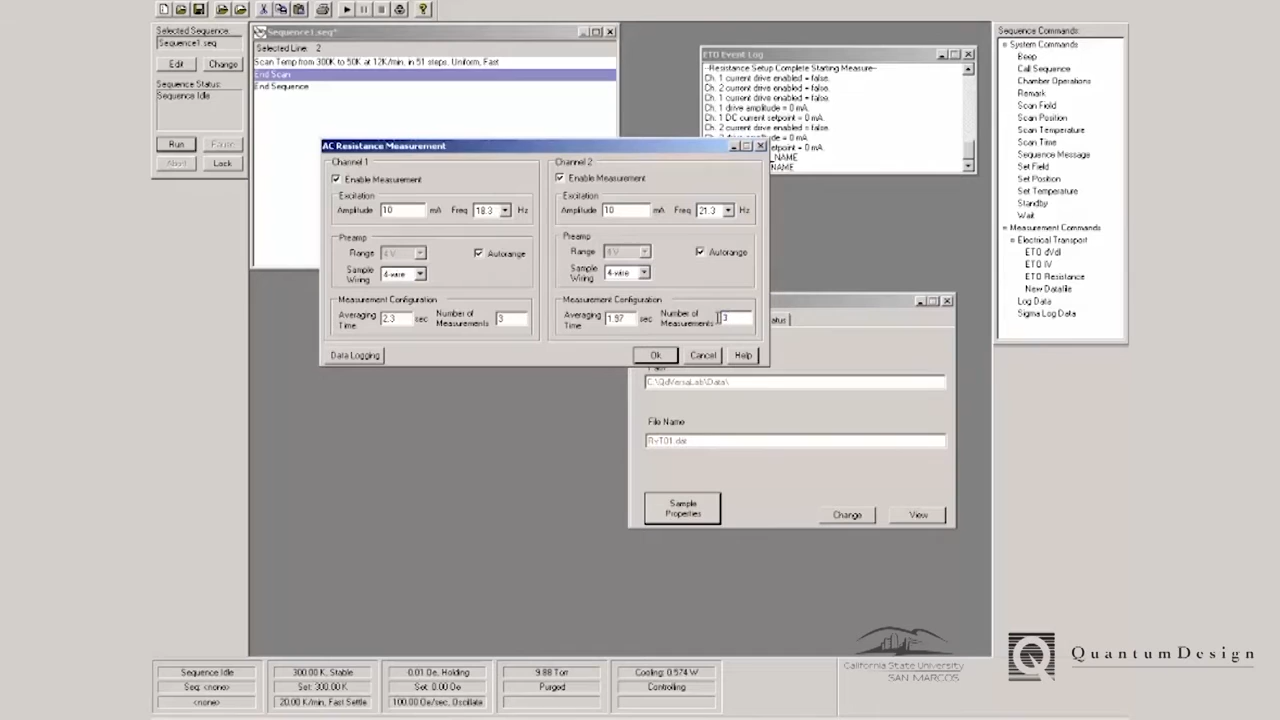 Selected Sequence:
Sequence1.seq
Edit
Change
Sequence Status:
Sequence Idle
Run
Pause
Abort
Lock
Sequence1.seq*
Selected Line: 2
Scan Temp from 300K to 50K at 12K/min, in 51 steps, Uniform, Fast
End Scan
End Sequence
ETO Event Log
--Resistance Setup Complete Starting Measure--
Ch. 1 current drive enabled = false.
Ch. 2 current drive enabled = false.
Ch. 1 current drive enabled = false.
Ch. 1 drive amplitude = 0 mA.
Ch. 1 DC current setpoint = 0 mA.
Ch. 2 current drive enabled = false.
amplitude = 0 mA.
setpoint = 0 mA.
_NAME
NAME
AC Resistance Measurement
Channel 1
Enable Measurement
Excitation
Amplitude 10 mA Freq 18.3 Hz
Preamp
Range 4 V Autorange
Sample Wiring 4-wire
Measurement Configuration
Averaging Time 2.3 sec Number of Measurements 3
Channel 2
Enable Measurement
Excitation
Amplitude 10 mA Freq 21.3 Hz
Preamp
Range 4 V Autorange
Sample Wiring 4-wire
Measurement Configuration
Averaging Time 1.97 sec Number of Measurements 3
Data Logging
Ok
Cancel
Help
C:\QdVersaLab\Data\
File Name
RvT01.dat
Sample Properties
Change
View
Sequence Commands:
System Commands
Beep
Call Sequence
Chamber Operations
Remark
Scan Field
Scan Position
Scan Temperature
Scan Time
Sequence Message
Set Field
Set Position
Set Temperature
Standby
Wait
Measurement Commands
Electrical Transport
ETO dVdI
ETO IV
ETO Resistance
New Datafile
Log Data
Sigma Log Data
Sequence Idle
Seq: <none>
<none>
300.00 K, Stable
Set: 300.00 K
20.00 K/min, Fast Settle
0.01 Oe, Holding
Set: 0.00 Oe
100.00 Oe/sec, Oscillate
9.88 Torr
Purged
Cooling: 0.574 W
Controlling
California State University
SAN MARCOS
QuantumDesign